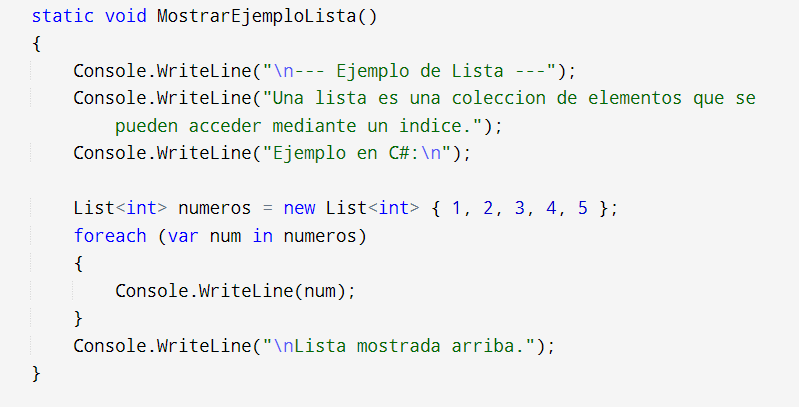 static void MostrarEjemploLista()
{
    Console.WriteLine("\n--- Ejemplo de Lista ---");
    Console.WriteLine("Una lista es una coleccion de elementos que se
        pueden acceder mediante un indice.");
    Console.WriteLine("Ejemplo en C#:\n");

    List<int> numeros = new List<int> { 1, 2, 3, 4, 5 };
    foreach (var num in numeros)
    {
        Console.WriteLine(num);
    }
    Console.WriteLine("\nLista mostrada arriba.");
}